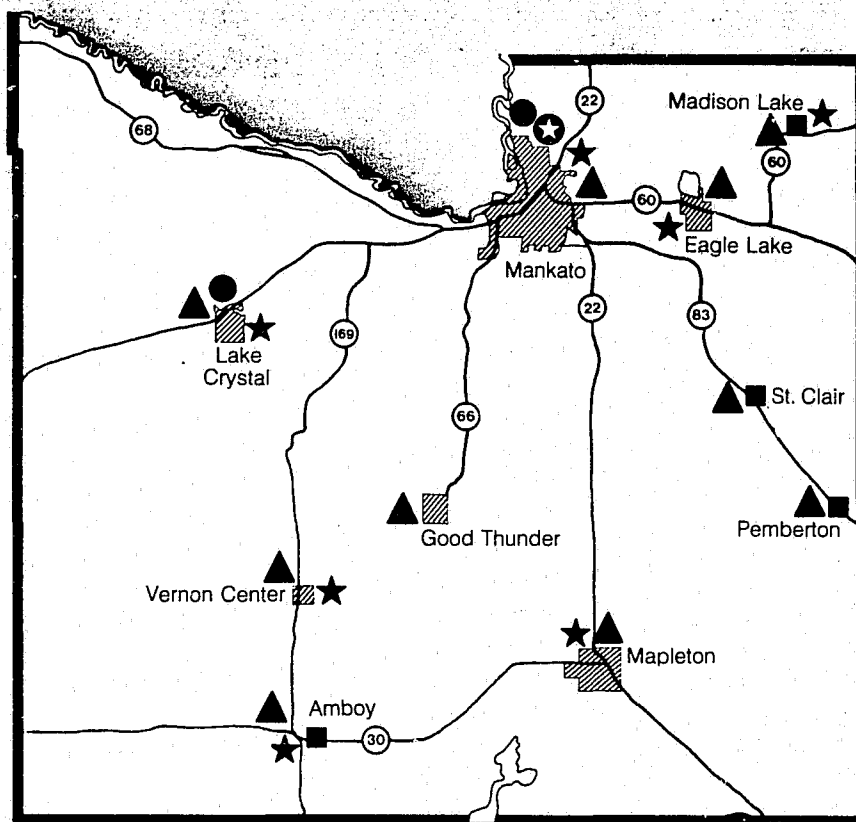 22
Madison Lake
68
60
60
Eagle Lake
Mankato
22
83
169
Lake
Crystal
St. Clair
66
Pemberton
Good Thunder
Vernon Center
Mapleton
Amboy
30